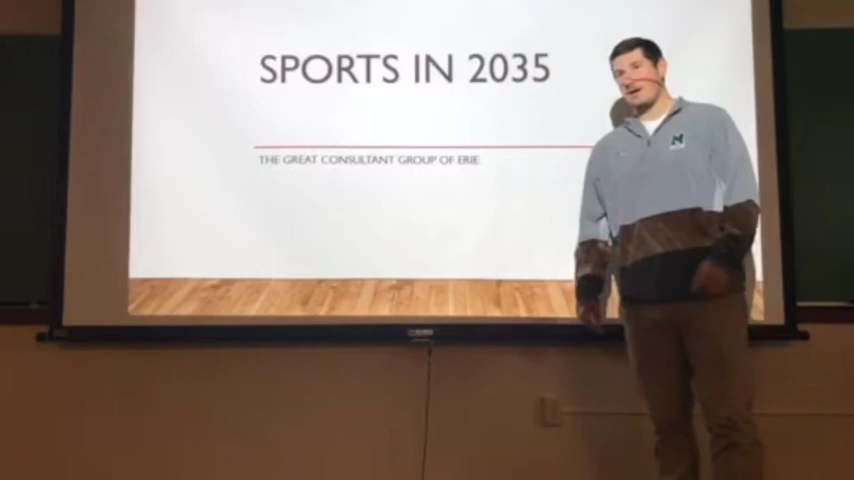 SPORTS IN 2035
THE GREAT CONSULTANT GROUP OF ERIE
M